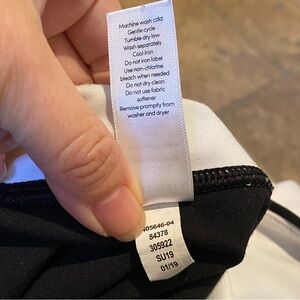 Machine wash cold
Gentle cycle
Tumble dry low
Wash separately
Cool iron
Do not iron label
Use non-chlorine
bleach when needed
Do not dry clean
Do not use fabric
softener
Remove promptly from
washer and dryer
405646-04
84378
305922
SU19
01/19